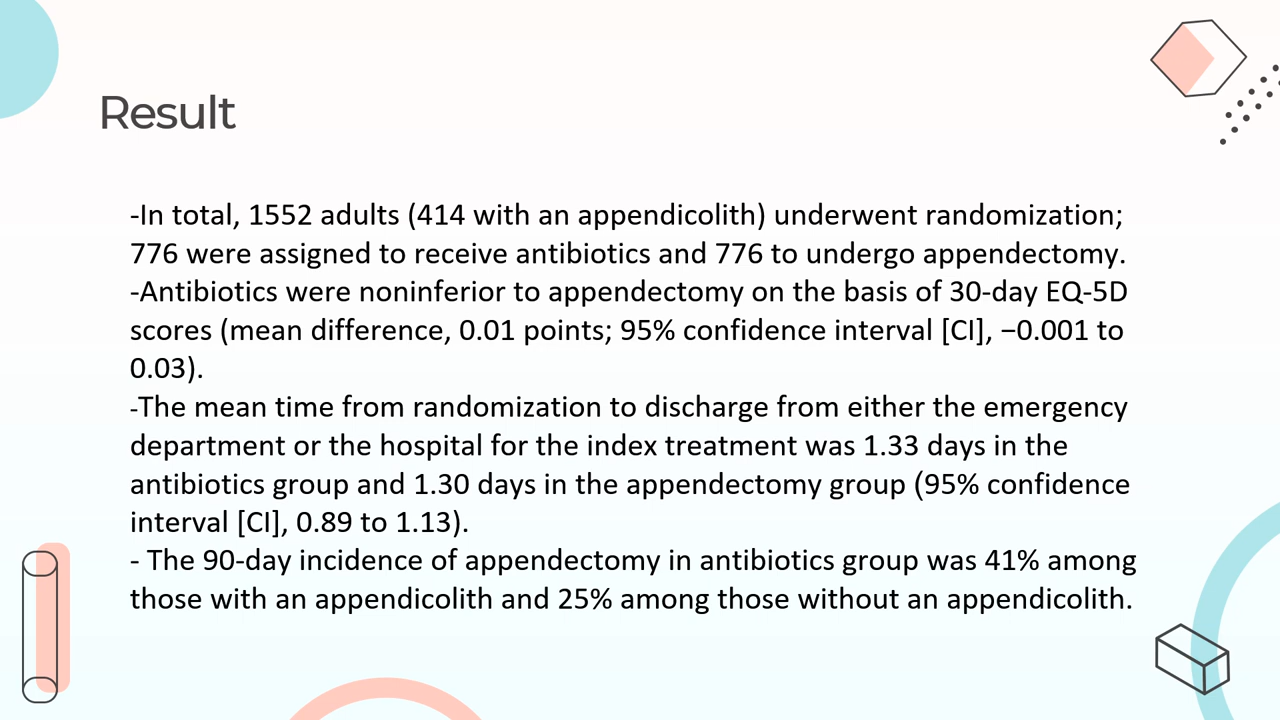 Result
-In total, 1552 adults (414 with an appendicolith) underwent randomization;
776 were assigned to receive antibiotics and 776 to undergo appendectomy.
-Antibiotics were noninferior to appendectomy on the basis of 30-day EQ-5D
scores (mean difference, 0.01 points; 95% confidence interval [CI], −0.001 to
0.03).
-The mean time from randomization to discharge from either the emergency
department or the hospital for the index treatment was 1.33 days in the
antibiotics group and 1.30 days in the appendectomy group (95% confidence
interval [CI], 0.89 to 1.13).
- The 90-day incidence of appendectomy in antibiotics group was 41% among
those with an appendicolith and 25% among those without an appendicolith.